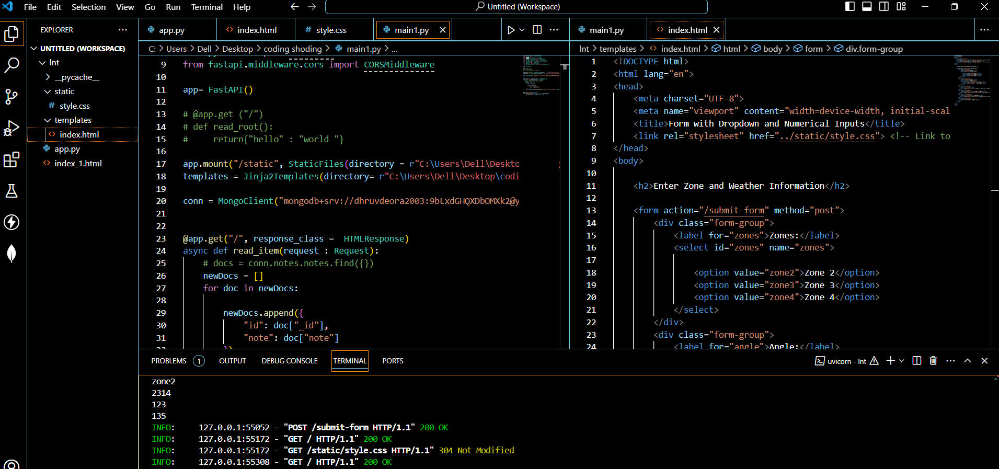 File Edit Selection View Go Run Terminal Help
Untitled (Workspace)
EXPLORER
UNTITLED (WORKSPACE)
Int
__pycache__
static
# style.css
templates
<> index.html
app.py
<> index_1.html
app.py
<> index.html
# style.css
main1.py
C: > Users > Dell > Desktop > coding shoding > main1.py > ...
9 from fastapi.middleware.cors import CORSMiddleware
10
11 app= FastAPI()
12
13 # @app.get ("/")
14 # def read_root():
15 #     return{"hello" : "world "}
16
17 app.mount("/static", StaticFiles(directory = r"C:\Users\Dell\Deskto
18 templates = Jinja2Templates(directory= r"C:\Users\Dell\Desktop\codi
19
20 conn = MongoClient("mongodb+srv://dhruvdeora2003:9bLxdGHQXDbOMXk2@y
21
22
23 @app.get("/", response_class =  HTMLResponse)
24 async def read_item(request : Request):
25     # docs = conn.notes.notes.find({})
26     newDocs = []
27     for doc in newDocs:
28
29         newDocs.append({
30             "id": doc["_id"],
31             "note": doc["note"]
32         })
main1.py
<> index.html
Int > templates > <> index.html > html > body > form > div.form-group
1 <!DOCTYPE html>
2 <html lang="en">
3 <head>
4     <meta charset="UTF-8">
5     <meta name="viewport" content="width=device-width, initial-scal
6     <title>Form with Dropdown and Numerical Inputs</title>
7     <link rel="stylesheet" href="../static/style.css"> <!-- Link to
8 </head>
9 <body>
10
11     <h2>Enter Zone and Weather Information</h2>
12
13     <form action="/submit-form" method="post">
14         <div class="form-group">
15             <label for="zones">Zones:</label>
16             <select id="zones" name="zones">
17
18                 <option value="zone2">Zone 2</option>
19                 <option value="zone3">Zone 3</option>
20                 <option value="zone4">Zone 4</option>
21             </select>
22         </div>
23         <div class="form-group">
24             <label for="angle">Angle:</label>
PROBLEMS 1 OUTPUT DEBUG CONSOLE TERMINAL PORTS
uvicorn - Int
zone2
2314
123
135
INFO:     127.0.0.1:55052 - "POST /submit-form HTTP/1.1" 200 OK
INFO:     127.0.0.1:55172 - "GET / HTTP/1.1" 200 OK
INFO:     127.0.0.1:55172 - "GET /static/style.css HTTP/1.1" 304 Not Modified
INFO:     127.0.0.1:55308 - "GET / HTTP/1.1" 200 OK